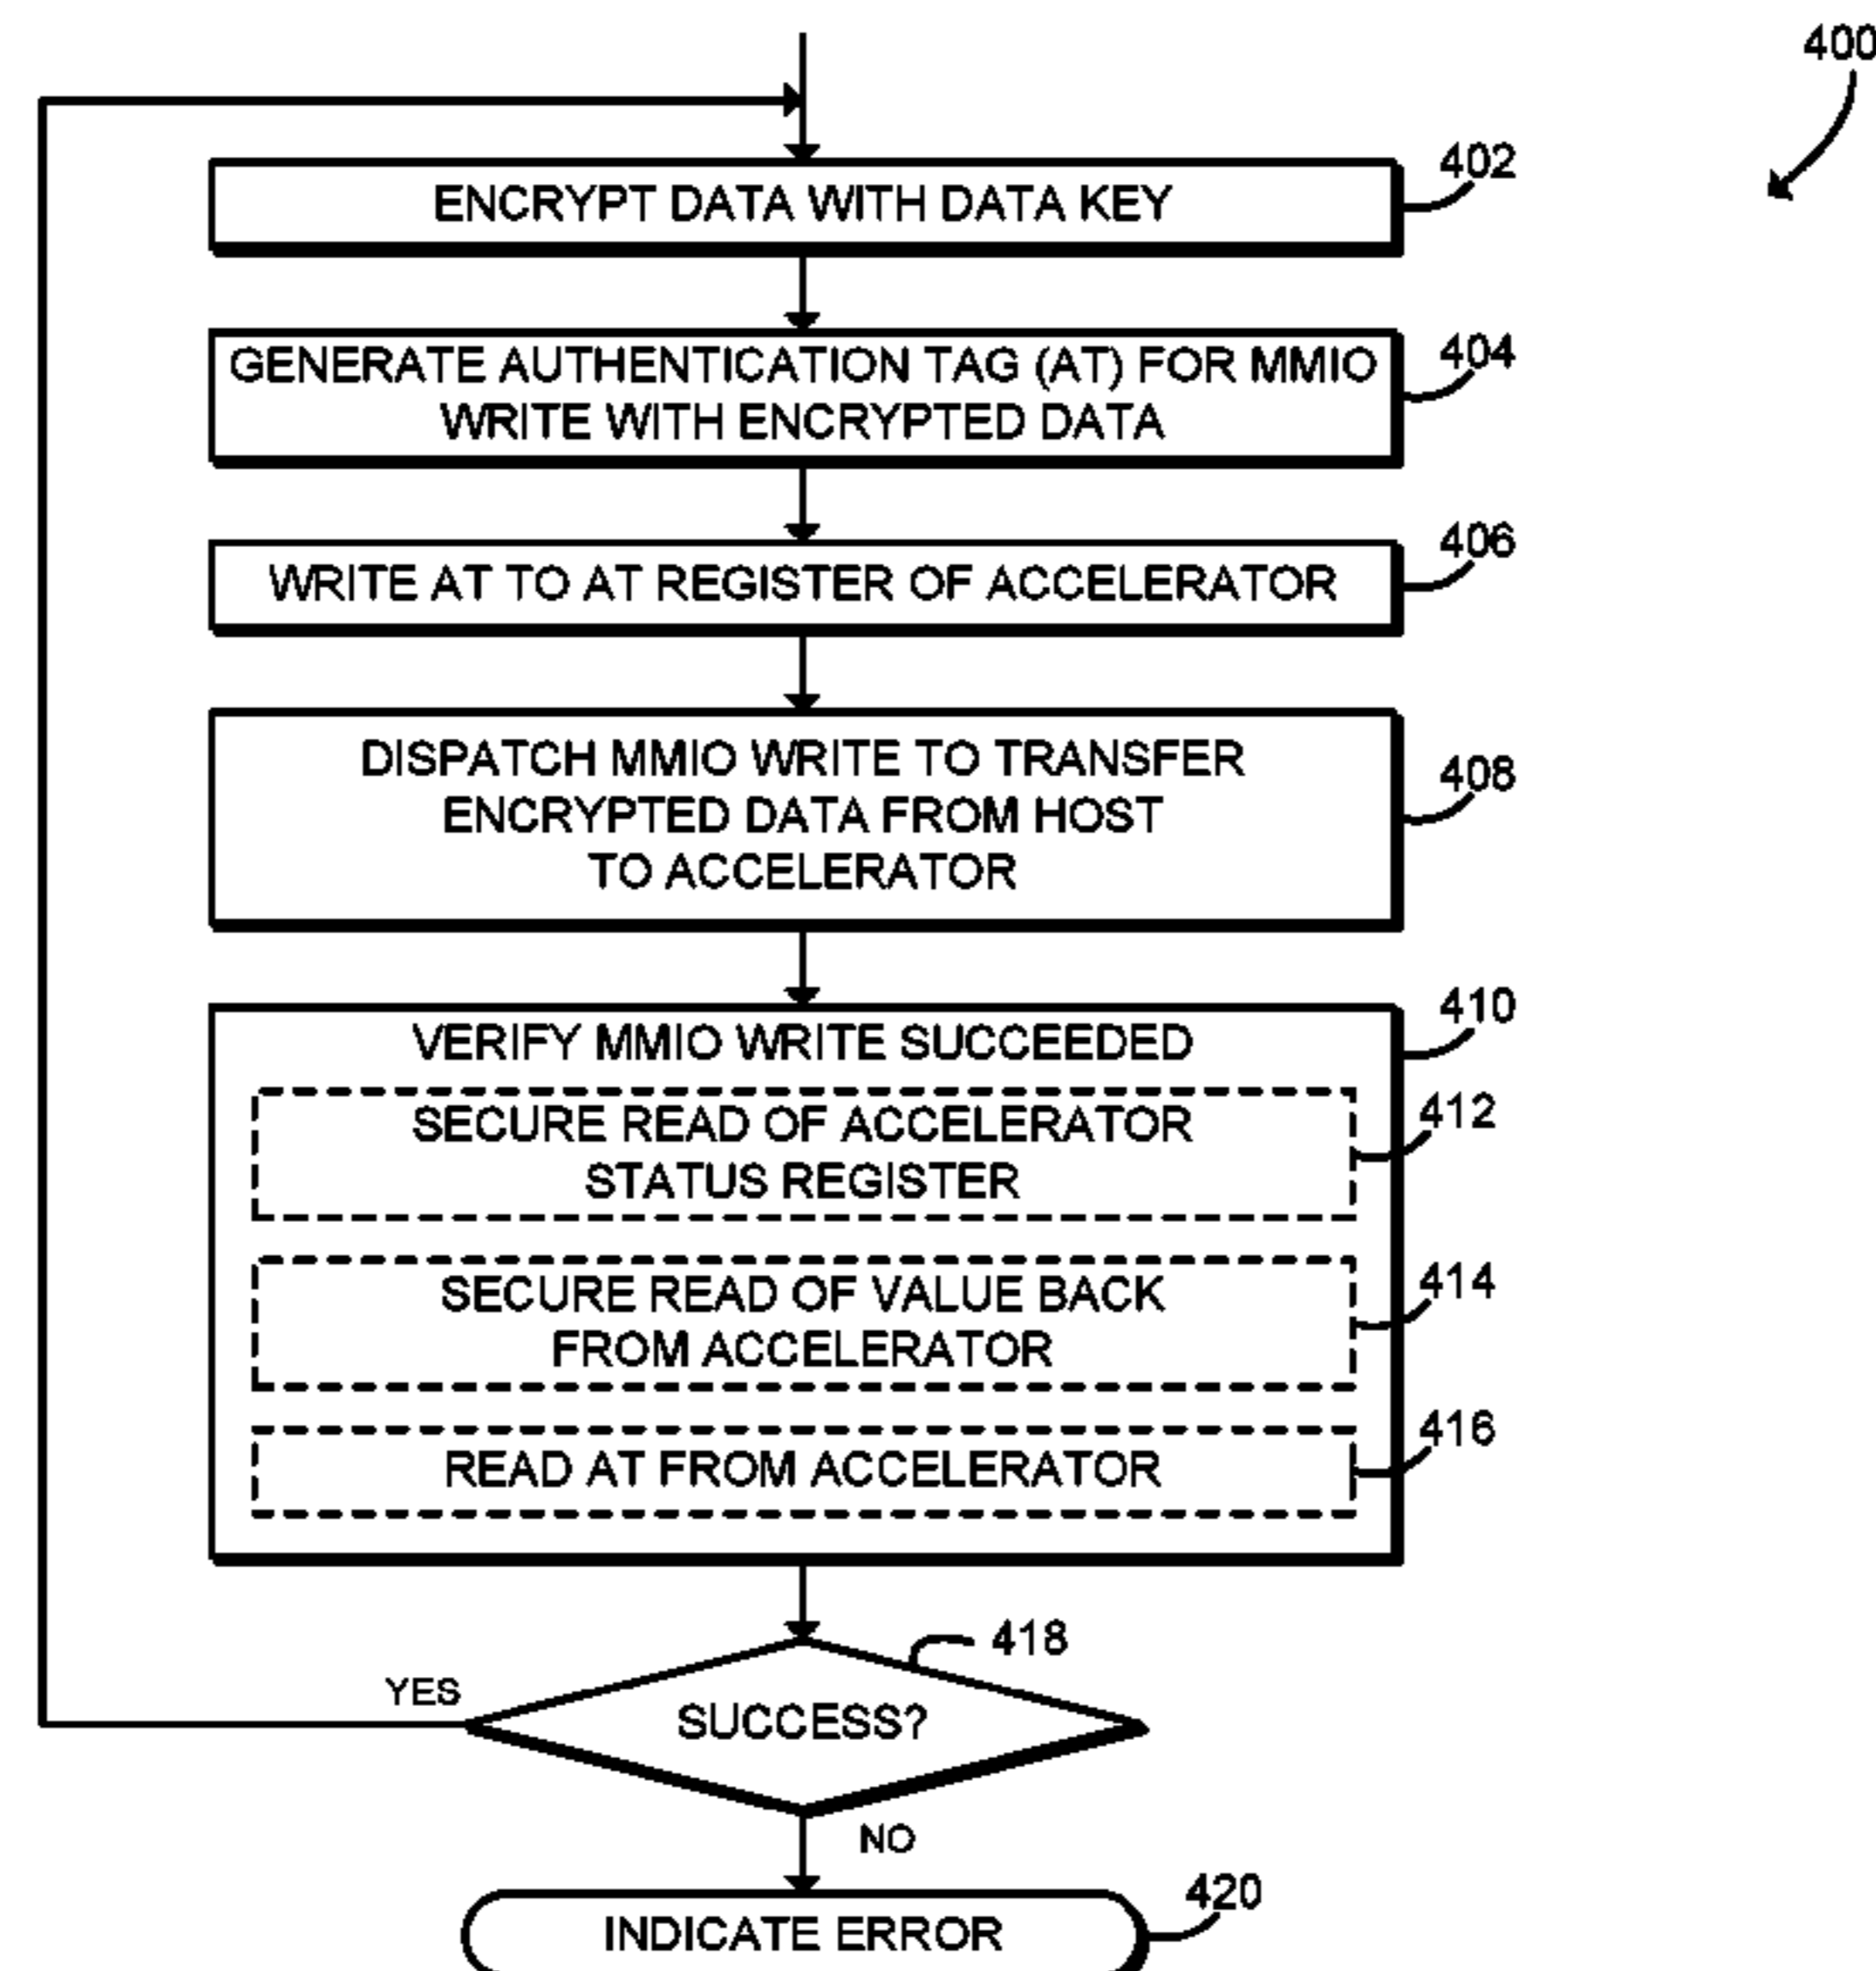 400
402
ENCRYPT DATA WITH DATA KEY
404
GENERATE AUTHENTICATION TAG (AT) FOR MMIO
WRITE WITH ENCRYPTED DATA
406
WRITE AT TO AT REGISTER OF ACCELERATOR
DISPATCH MMIO WRITE TO TRANSFER
408
ENCRYPTED DATA FROM HOST
TO ACCELERATOR
410
VERIFY MMIO WRITE SUCCEEDED
412
SECURE READ OF ACCELERATOR
STATUS REGISTER
414
SECURE READ OF VALUE BACK
FROM ACCELERATOR
416
READ AT FROM ACCELERATOR
418
YES
SUCCESS?
NO
420
INDICATE ERROR